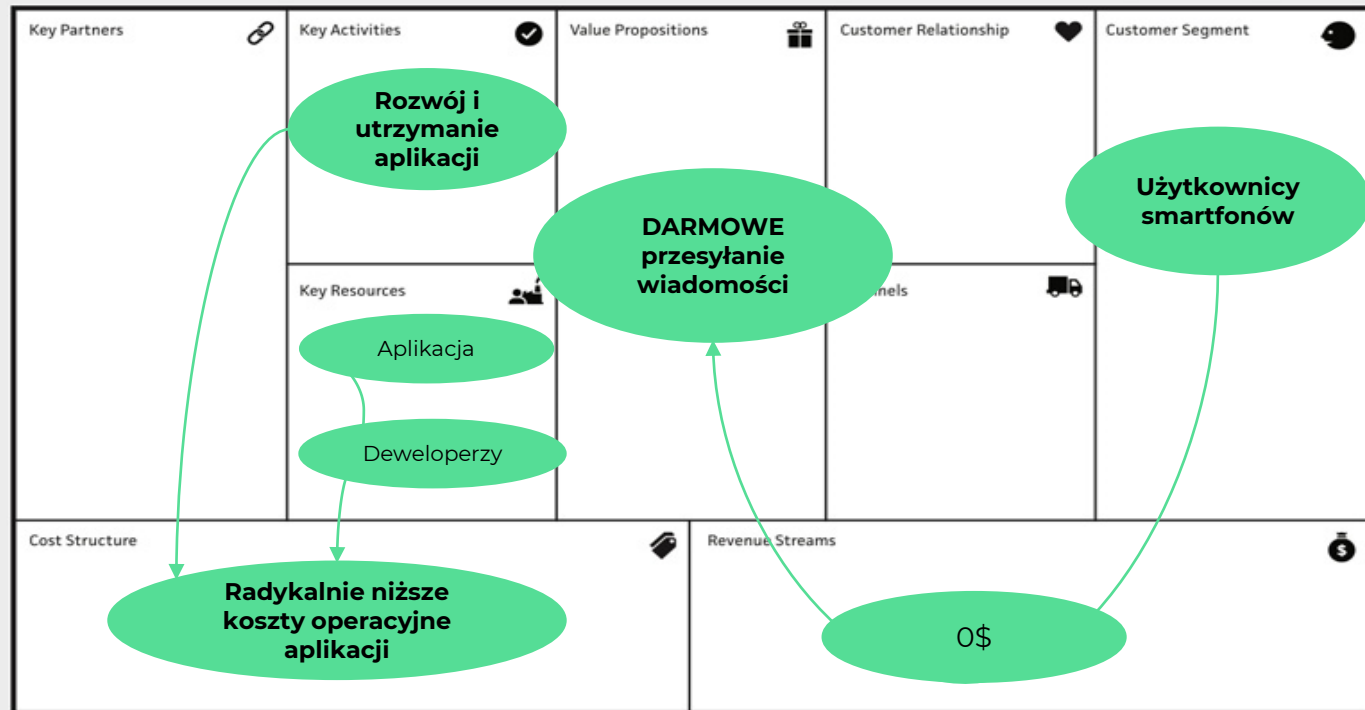 Key Partners
Key Activities
Value Propositions
Customer Relationship
Customer Segment
Rozwój i
utrzymanie
aplikacji
DARMOWE
przesyłanie
wiadomości
Użytkownicy
smartfonów
Key Resources
nels
Aplikacja
Deweloperzy
Cost Structure
Revenue Streams
Radykalnie niższe
koszty operacyjne
aplikacji
0$
$